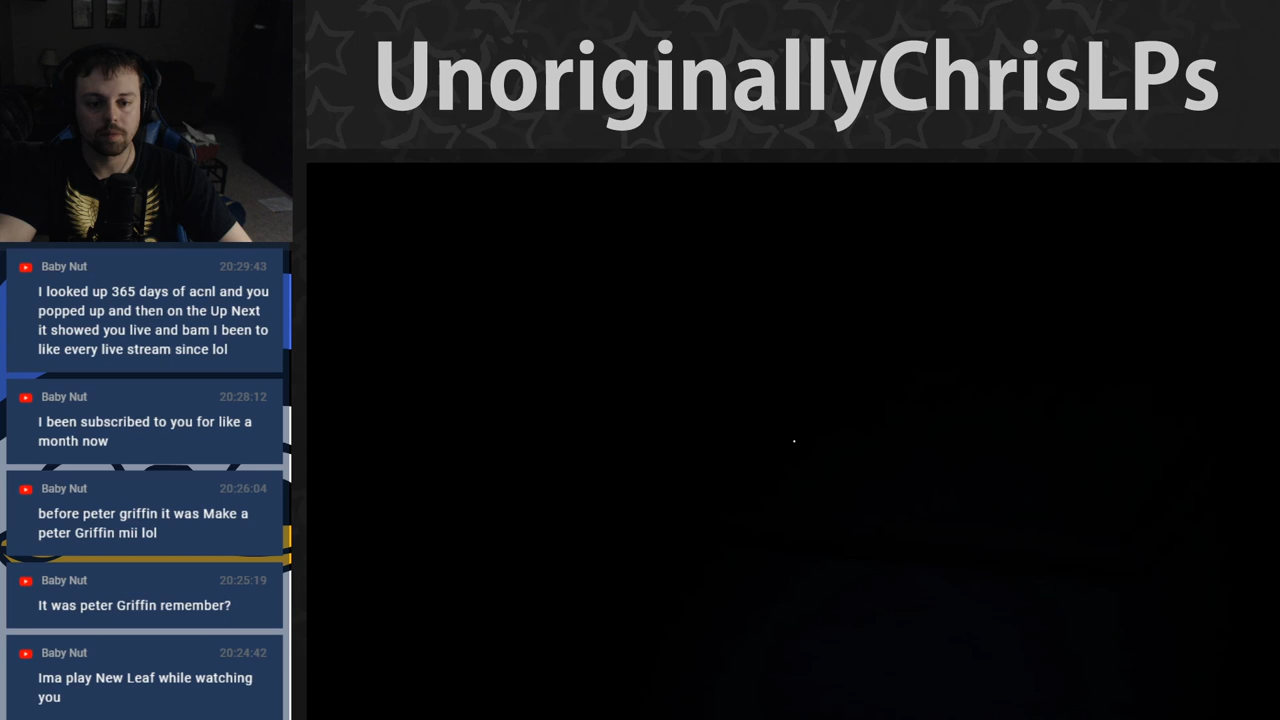 UnoriginallyChrisLPs
Baby Nut 20:29:43
I looked up 365 days of acnl and you
popped up and then on the Up Next
it showed you live and bam I been to
like every live stream since lol
Baby Nut 20:28:12
I been subscribed to you for like a
month now
Baby Nut 20:26:04
before peter griffin it was Make a
peter Griffin mii lol
Baby Nut 20:25:19
It was peter Griffin remember?
Baby Nut 20:24:42
Ima play New Leaf while watching
you